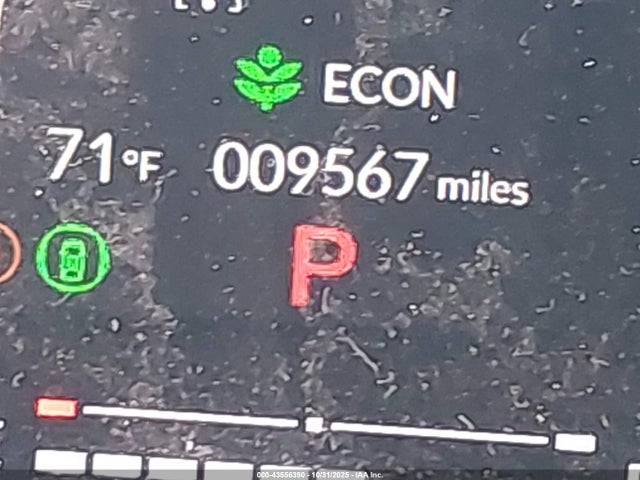 ECON
71°F 009567 miles
P
000-43556390 - 10/31/2025 - IAA Inc.